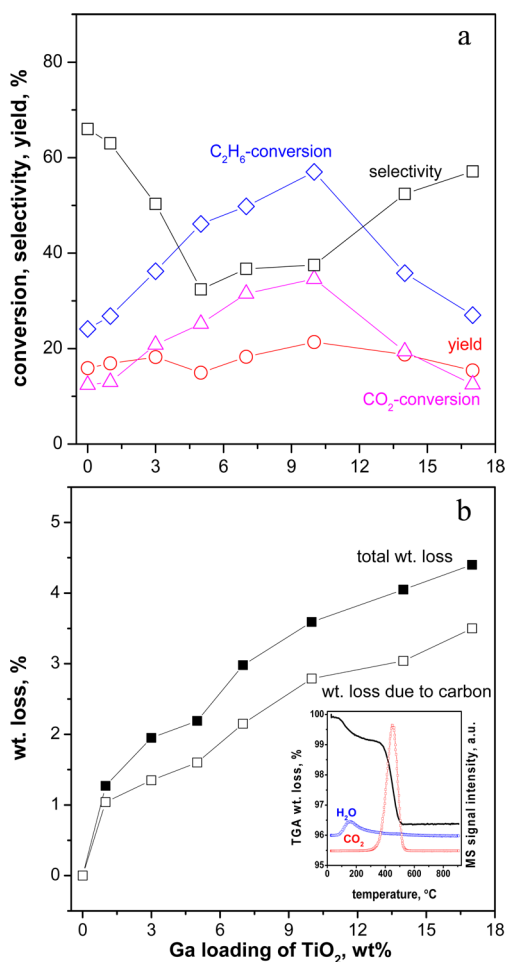 a
80
60
40
20
0
conversion, selectivity, yield, %
C₂H₆-conversion
selectivity
yield
CO₂-conversion
0 3 6 9 12 15 18
b
5
4
3
2
1
0
wt. loss, %
total wt. loss
wt. loss due to carbon
100
99
98
97
96
95
TGA wt. loss, %
MS signal intensity, a.u.
H₂O
CO₂
0 200 400 600 800
temperature, °C
0 3 6 9 12 15 18
Ga loading of TiO₂, wt%